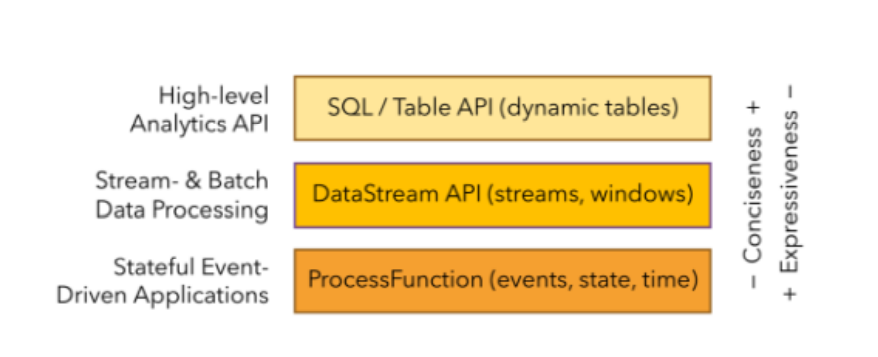 High-level
Analytics API
SQL / Table API (dynamic tables)
Stream- & Batch
Data Processing
DataStream API (streams, windows)
Stateful Event-
Driven Applications
ProcessFunction (events, state, time)
− Conciseness +
+ Expressiveness −